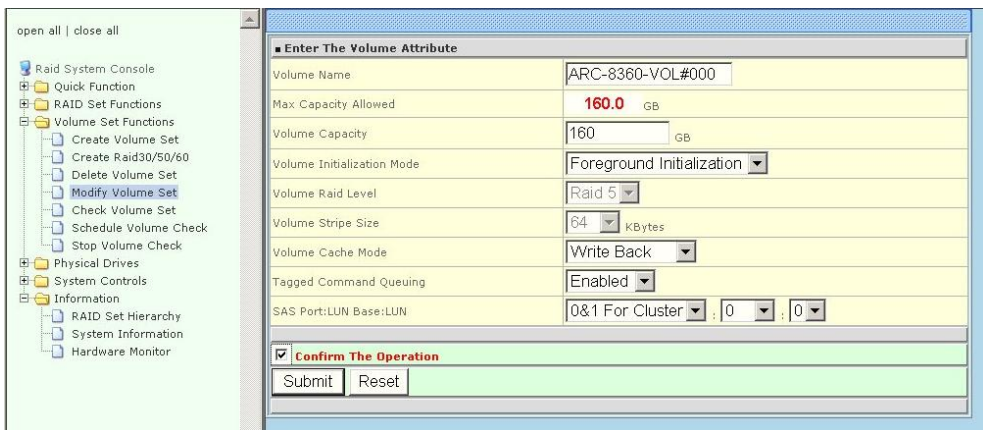 open all | close all
Raid System Console
Quick Function
RAID Set Functions
Volume Set Functions
Create Volume Set
Create Raid30/50/60
Delete Volume Set
Modify Volume Set
Check Volume Set
Schedule Volume Check
Stop Volume Check
Physical Drives
System Controls
Information
RAID Set Hierarchy
System Information
Hardware Monitor
Enter The Volume Attribute
Volume Name ARC-8360-VOL#000
Max Capacity Allowed 160.0 GB
Volume Capacity 160 GB
Volume Initialization Mode Foreground Initialization
Volume Raid Level Raid 5
Volume Stripe Size 64 KBytes
Volume Cache Mode Write Back
Tagged Command Queuing Enabled
SAS Port:LUN Base:LUN 0&1 For Cluster : 0 : 0
Confirm The Operation
Submit Reset